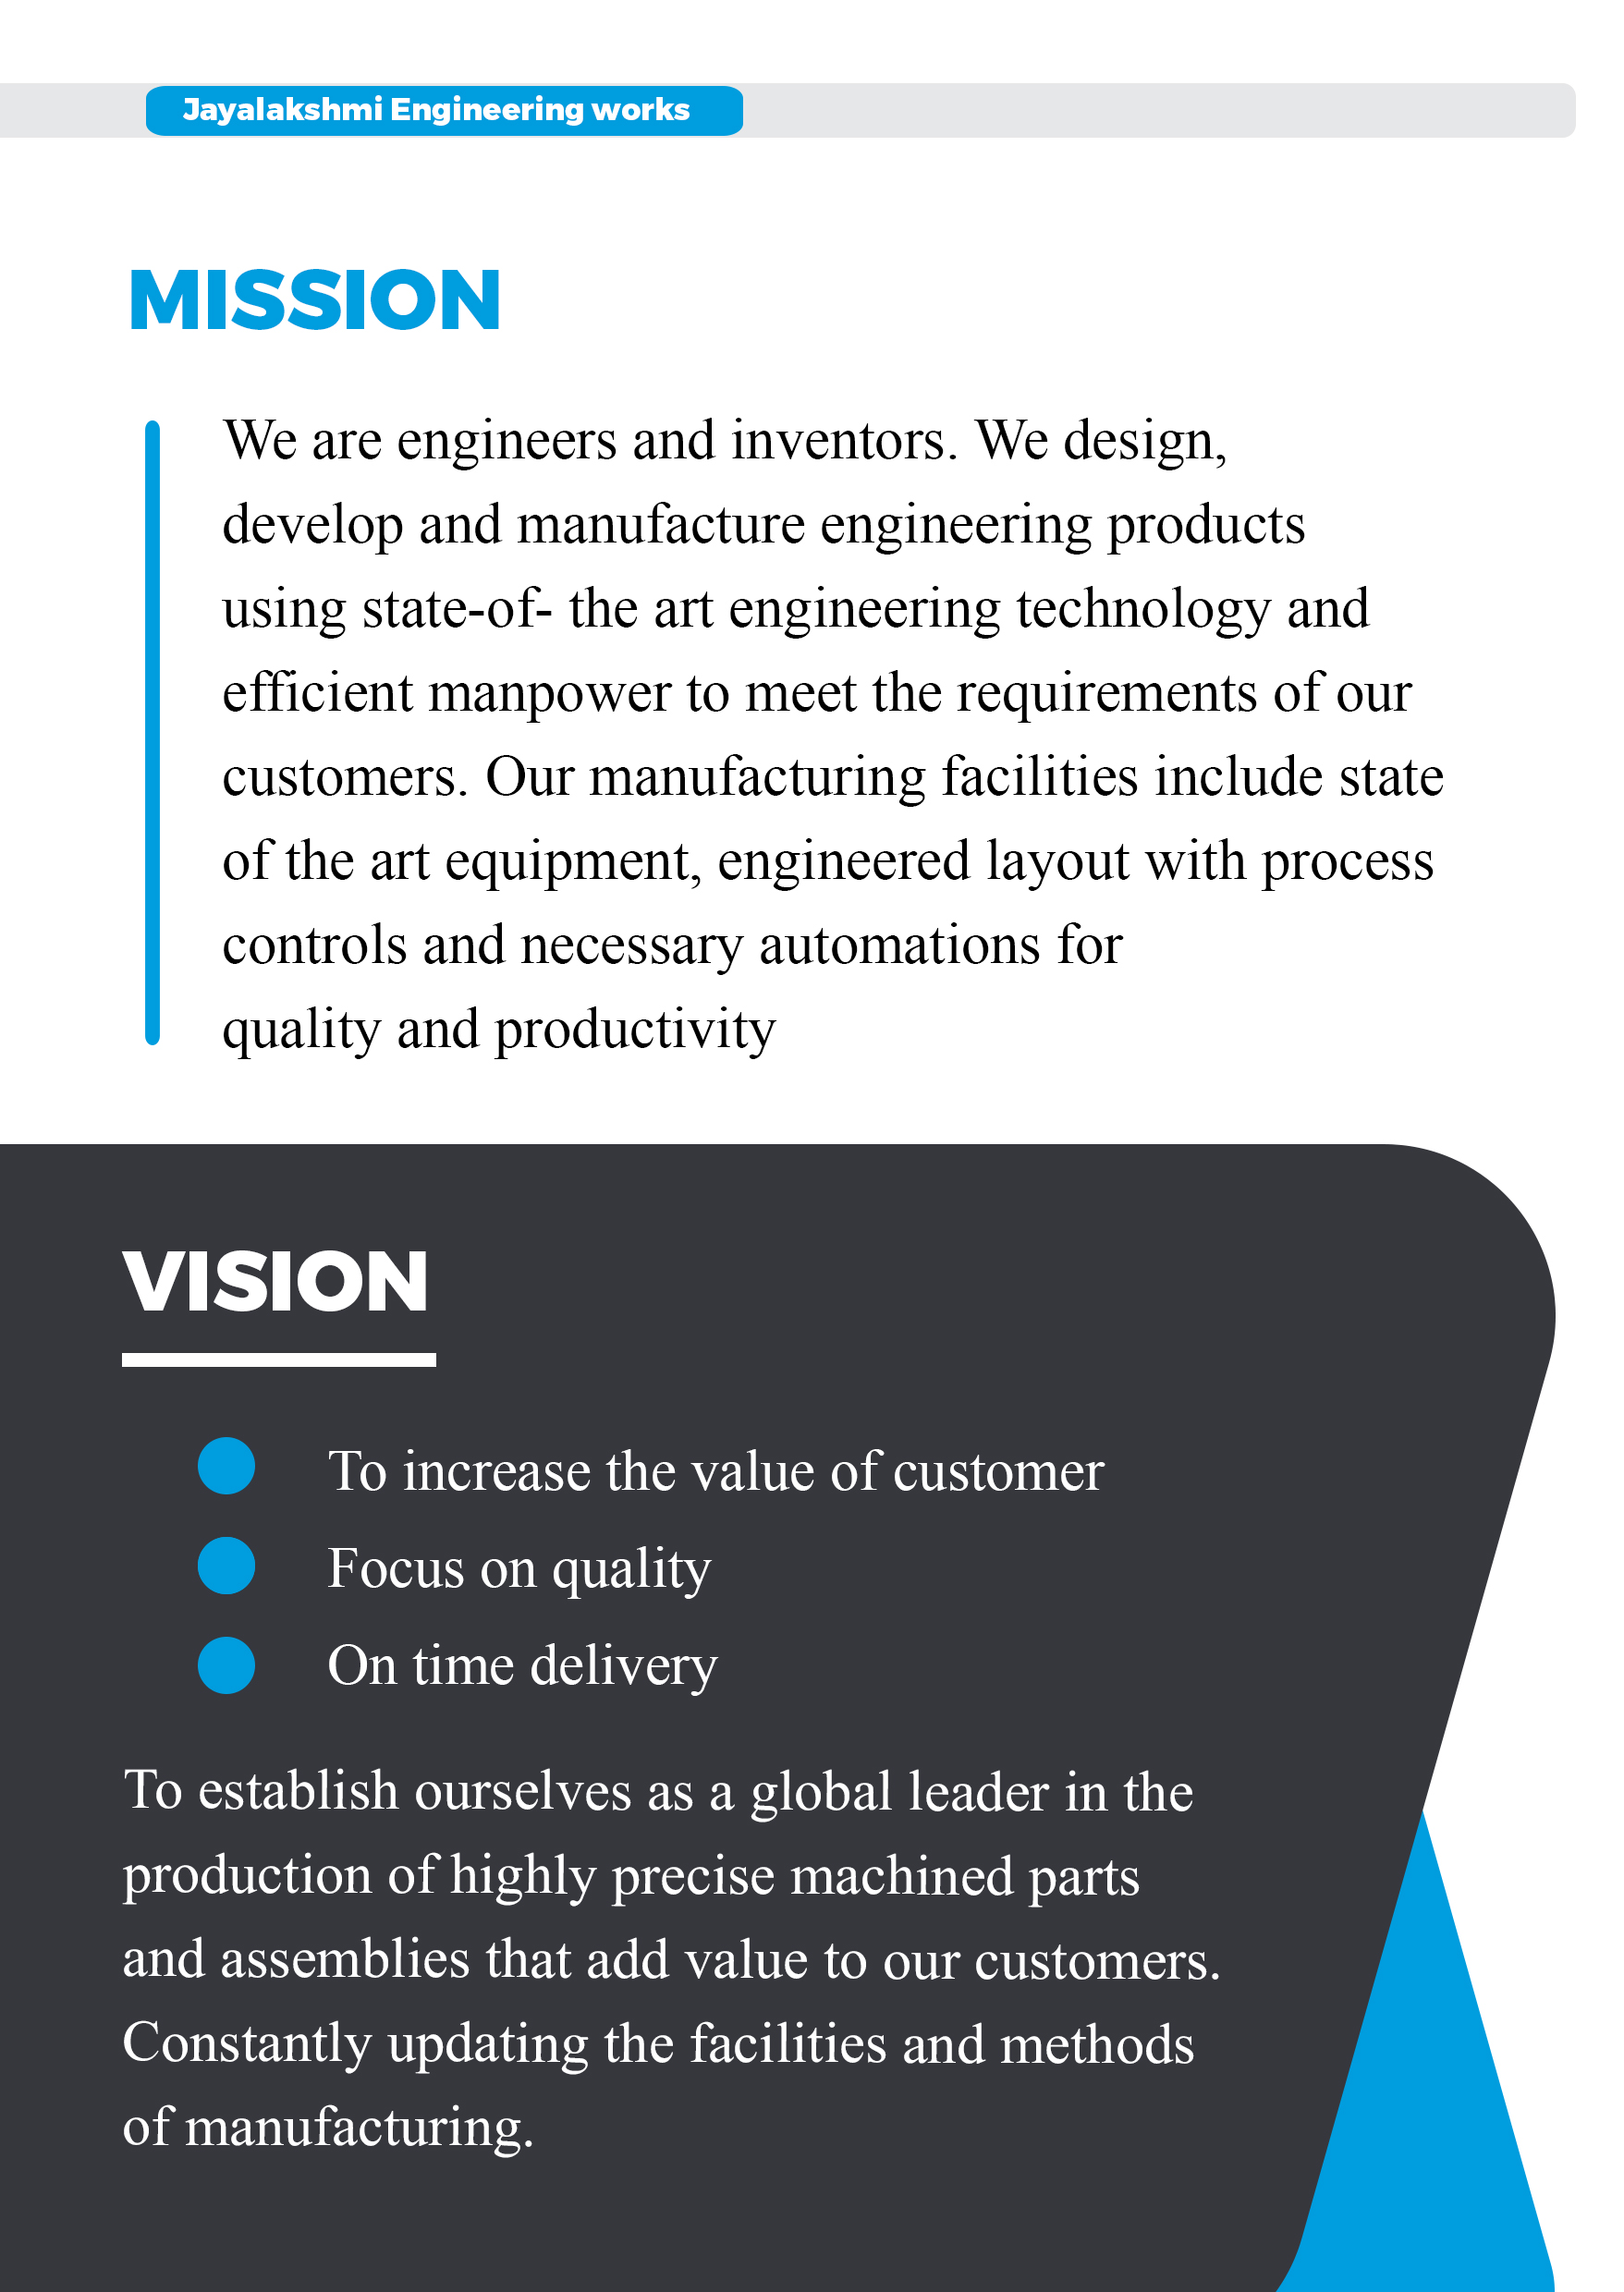 Jayalakshmi Engineering works
MISSION
We are engineers and inventors. We design,
develop and manufacture engineering products
using state-of- the art engineering technology and
efficient manpower to meet the requirements of our
customers. Our manufacturing facilities include state
of the art equipment, engineered layout with process
controls and necessary automations for
quality and productivity
VISION
To increase the value of customer
Focus on quality
On time delivery
To establish ourselves as a global leader in the
production of highly precise machined parts
and assemblies that add value to our customers.
Constantly updating the facilities and methods
of manufacturing.